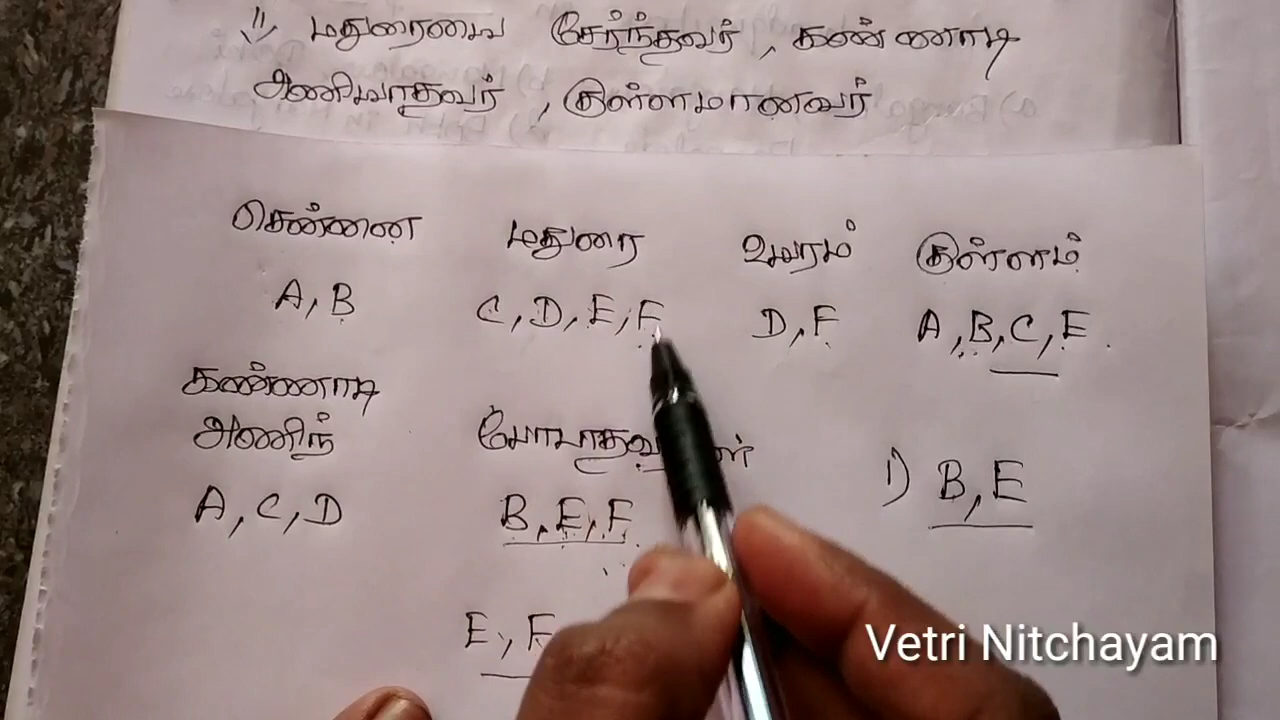 மதுரையை சேர்ந்தவர், கண்ணாடி
அணியாதவர், குள்ளமானவர்
சென்னை மதுரை உயரம் குள்ளம்
A, B C, D, E, F D, F A, B, C, E
கண்ணாடி
அணிந்
A, C, D B, E, F 1) B, E
E, F
Vetri Nitchayam